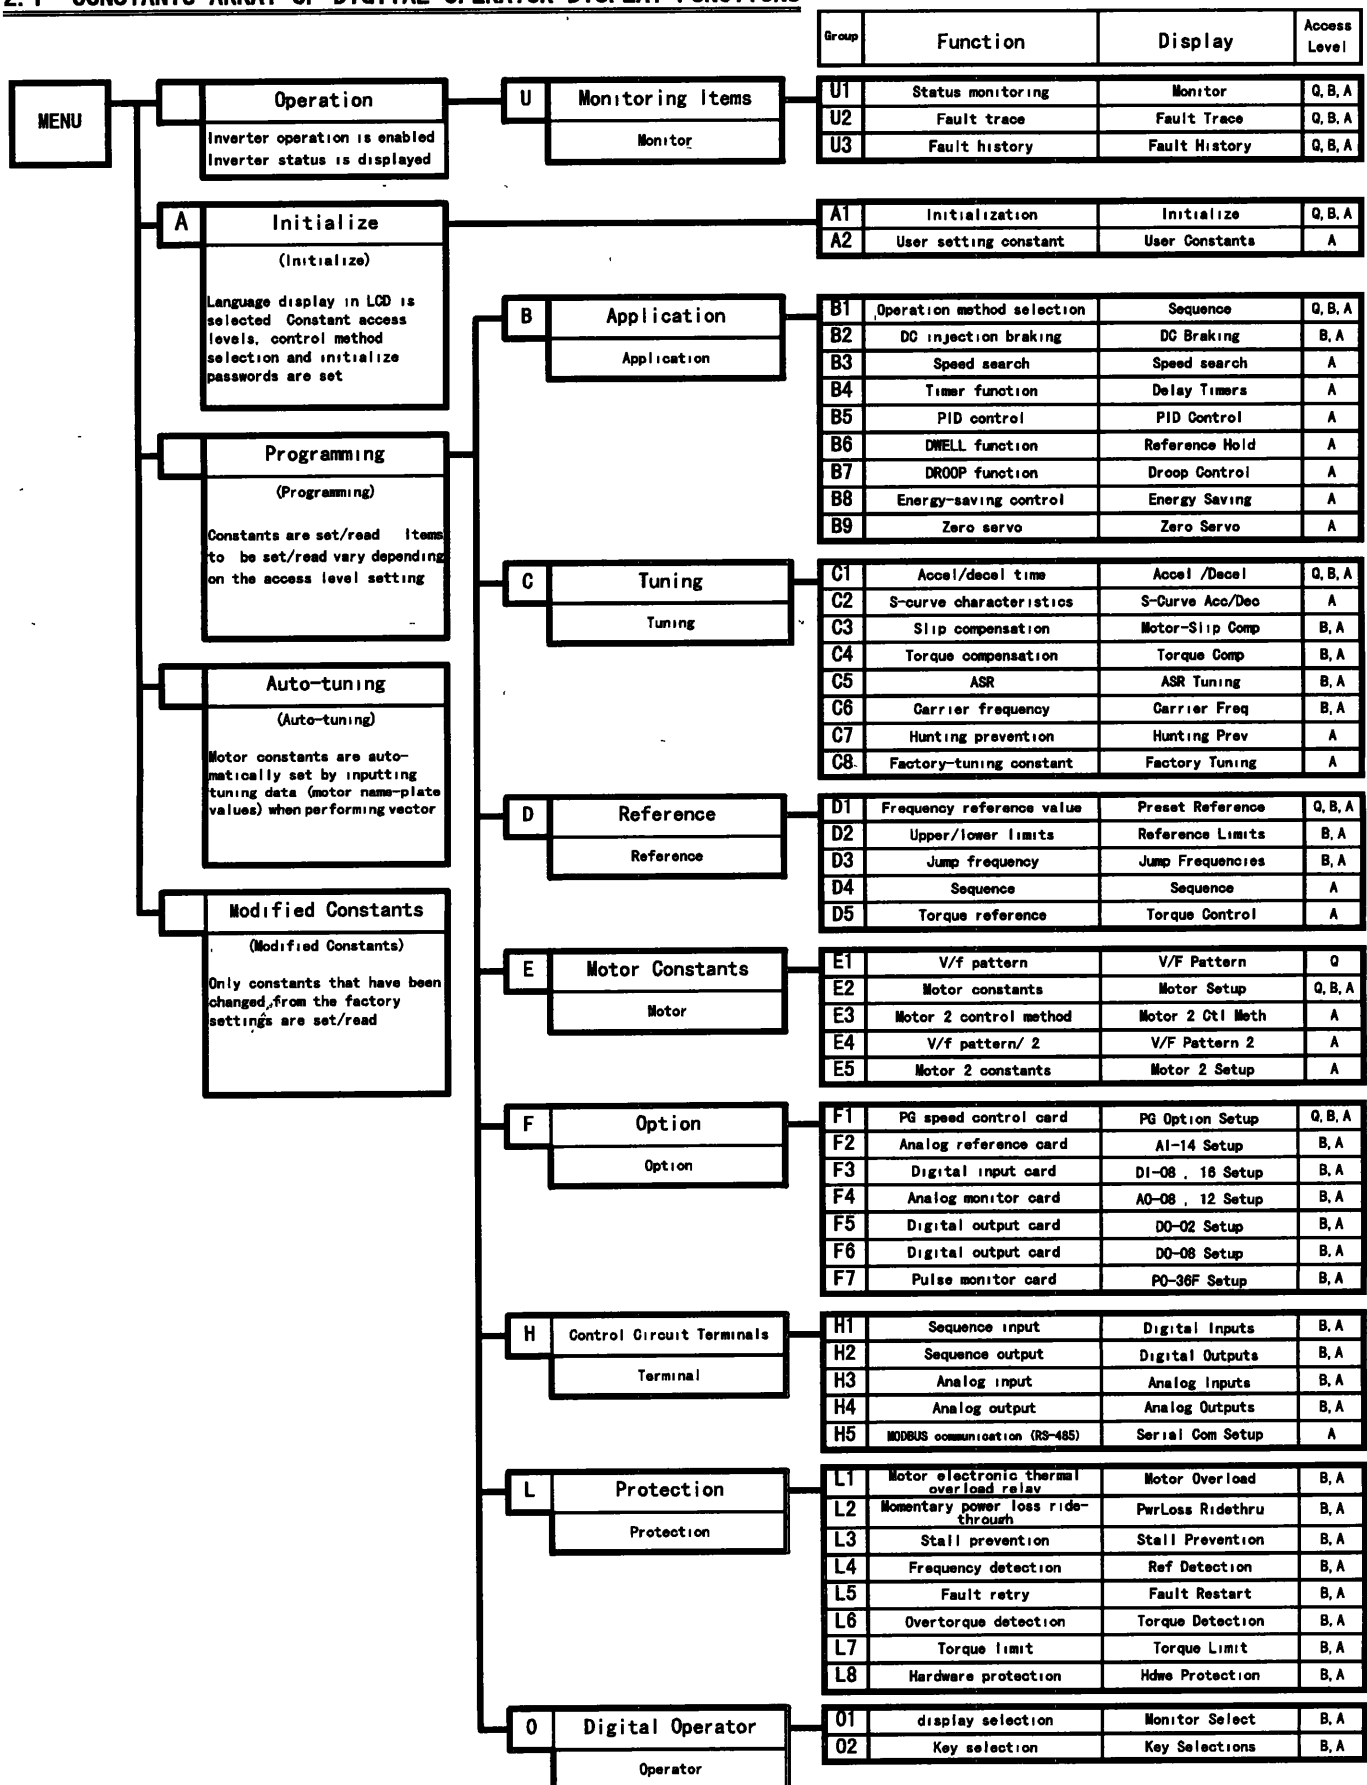 2. 1 CONSTANTS ARRAY OF DIGITAL OPERATOR DISPLAY FUNCTIONS
Group Function Display Access Level
MENU
Operation
Inverter operation is enabled
Inverter status is displayed
U Monitoring Items
Monitor
U1 Status monitoring Monitor Q, B, A
U2 Fault trace Fault Trace Q, B, A
U3 Fault history Fault History Q, B, A
A Initialize
(Initialize)
Language display in LCD is
selected Constant access
levels, control method
selection and initialize
passwords are set
A1 Initialization Initialize Q, B, A
A2 User setting constant User Constants A
Programming
(Programming)
Constants are set/read Items
to be set/read vary depending
on the access level setting
Auto-tuning
(Auto-tuning)
Motor constants are auto-
matically set by inputting
tuning data (motor name-plate
values) when performing vector
Modified Constants
(Modified Constants)
Only constants that have been
changed from the factory
settings are set/read
B Application
Application
B1 Operation method selection Sequence Q, B, A
B2 DC injection braking DC Braking B, A
B3 Speed search Speed search A
B4 Timer function Delay Timers A
B5 PID control PID Control A
B6 DWELL function Reference Hold A
B7 DROOP function Droop Control A
B8 Energy-saving control Energy Saving A
B9 Zero servo Zero Servo A
C Tuning
Tuning
C1 Accel/decel time Accel /Decel Q, B, A
C2 S-curve characteristics S-Curve Acc/Dec A
C3 Slip compensation Motor-Slip Comp B, A
C4 Torque compensation Torque Comp B, A
C5 ASR ASR Tuning B, A
C6 Carrier frequency Carrier Freq B, A
C7 Hunting prevention Hunting Prev A
C8 Factory-tuning constant Factory Tuning A
D Reference
Reference
D1 Frequency reference value Preset Reference Q, B, A
D2 Upper/lower limits Reference Limits B, A
D3 Jump frequency Jump Frequencies B, A
D4 Sequence Sequence A
D5 Torque reference Torque Control A
E Motor Constants
Motor
E1 V/f pattern V/F Pattern Q
E2 Motor constants Motor Setup Q, B, A
E3 Motor 2 control method Motor 2 Ctl Meth A
E4 V/f pattern/ 2 V/F Pattern 2 A
E5 Motor 2 constants Motor 2 Setup A
F Option
Option
F1 PG speed control card PG Option Setup Q, B, A
F2 Analog reference card AI-14 Setup B, A
F3 Digital input card DI-08 , 16 Setup B, A
F4 Analog monitor card AO-08 , 12 Setup B, A
F5 Digital output card DO-02 Setup B, A
F6 Digital output card DO-08 Setup B, A
F7 Pulse monitor card PO-36F Setup B, A
H Control Circuit Terminals
Terminal
H1 Sequence input Digital Inputs B, A
H2 Sequence output Digital Outputs B, A
H3 Analog input Analog Inputs B, A
H4 Analog output Analog Outputs B, A
H5 MODBUS communication (RS-485) Serial Com Setup A
L Protection
Protection
L1 Motor electronic thermal overload relay Motor Overload B, A
L2 Momentary power loss ride-through PwrLoss Ridethru B, A
L3 Stall prevention Stall Prevention B, A
L4 Frequency detection Ref Detection B, A
L5 Fault retry Fault Restart B, A
L6 Overtorque detection Torque Detection B, A
L7 Torque limit Torque Limit B, A
L8 Hardware protection Hdwe Protection B, A
O Digital Operator
Operator
O1 display selection Monitor Select B, A
O2 Key selection Key Selections B, A